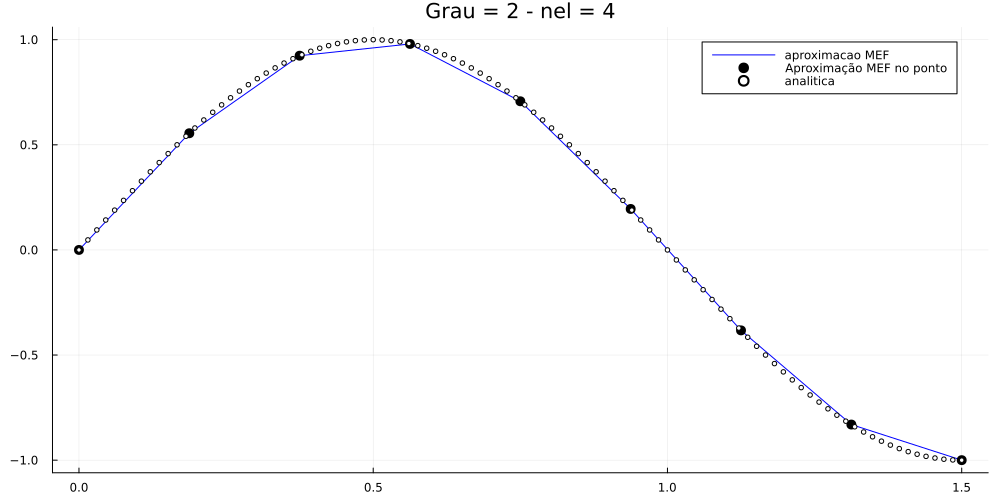 Grau = 2 - nel = 4
aproximacao MEF
Aproximação MEF no ponto
analitica
1.0
0.5
0.0
−0.5
−1.0
0.0 0.5 1.0 1.5